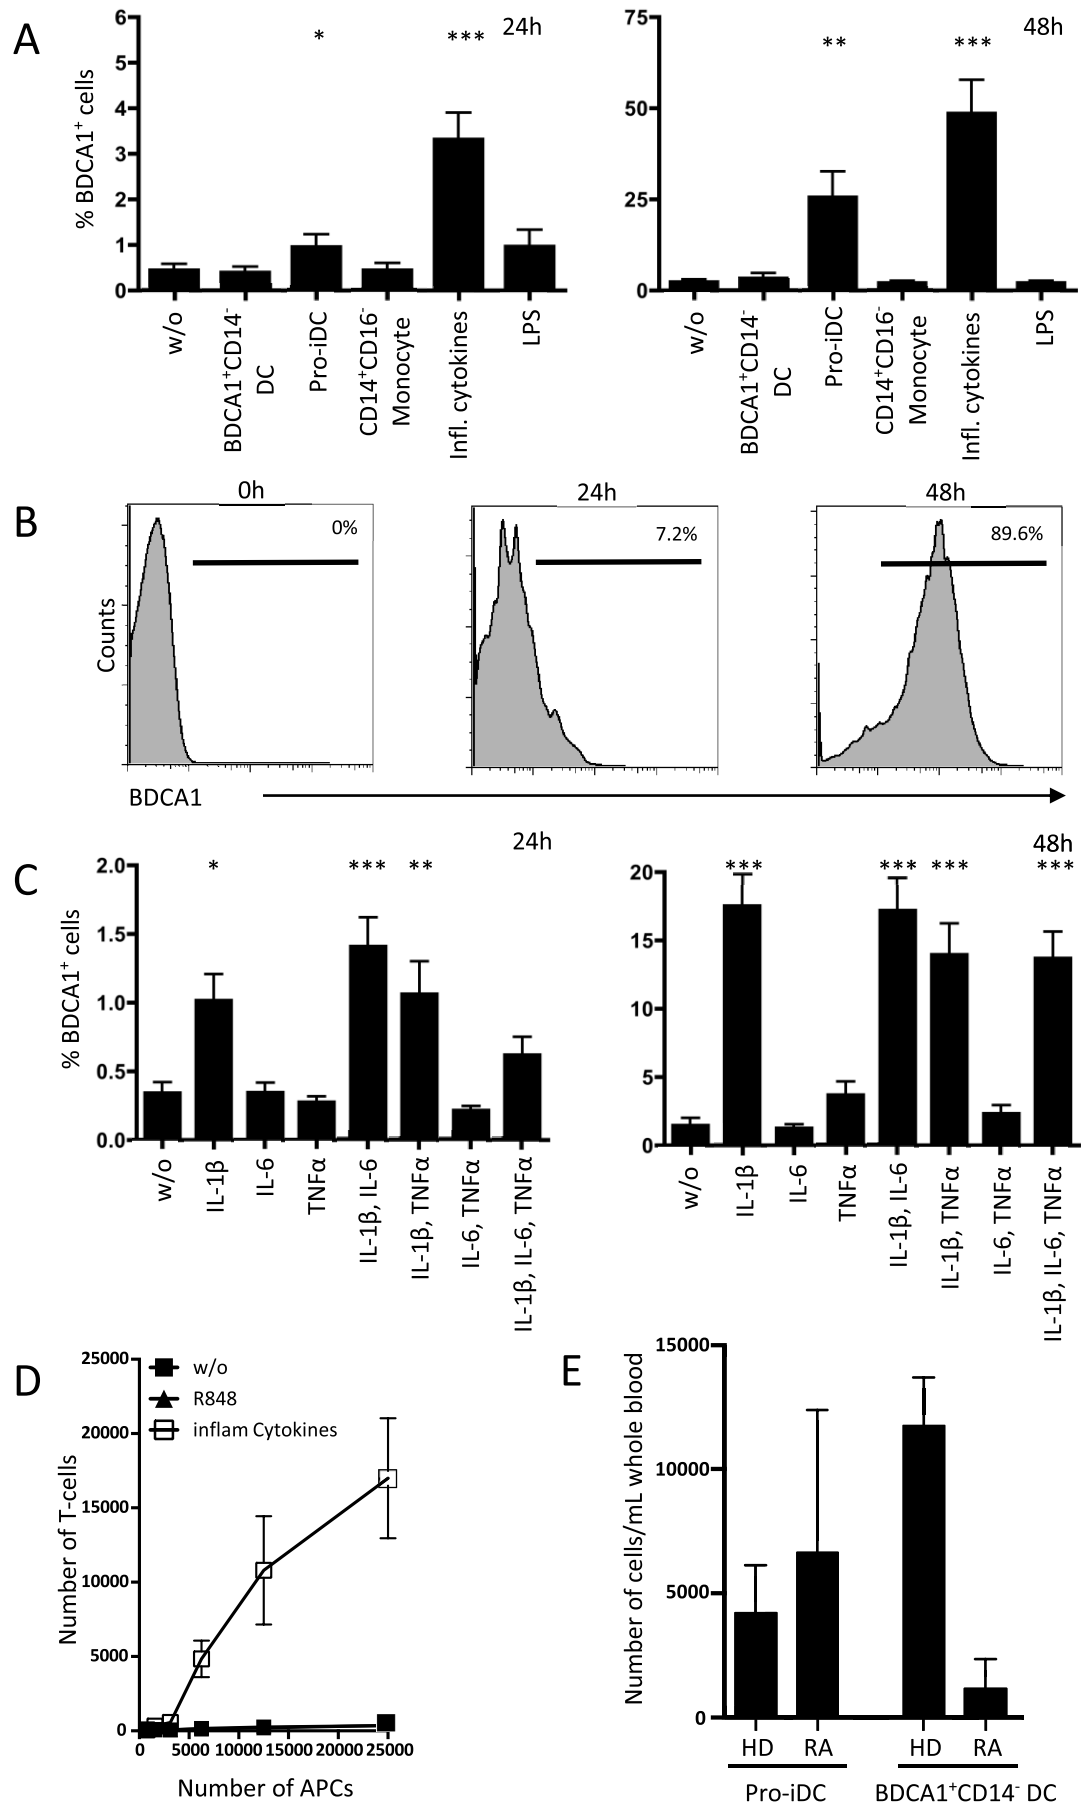 A
24h
48h
% BDCA1+ cells
6
5
4
3
2
1
0
*
***
w/o
BDCA1+CD14-
DC
Pro-iDC
CD14+CD16-
Monocyte
Infl. cytokines
LPS
75
50
25
0
**
***
w/o
BDCA1+CD14-
DC
Pro-iDC
CD14+CD16-
Monocyte
Infl. cytokines
LPS
B
0h
24h
48h
0%
7.2%
89.6%
Counts
BDCA1
C
24h
48h
% BDCA1+ cells
2.0
1.5
1.0
0.5
0.0
*
***
**
w/o
IL-1β
IL-6
TNFα
IL-1β, IL-6
IL-1β, TNFα
IL-6, TNFα
IL-1β, IL-6, TNFα
20
15
10
5
0
***
***
***
***
w/o
IL-1β
IL-6
TNFα
IL-1β, IL-6
IL-1β, TNFα
IL-6, TNFα
IL-1β, IL-6, TNFα
D
w/o
R848
inflam Cytokines
Number of T-cells
25000
20000
15000
10000
5000
0
0 5000 10000 15000 20000 25000
Number of APCs
E
Number of cells/mL whole blood
15000
10000
5000
0
HD RA HD RA
Pro-iDC BDCA1+CD14- DC